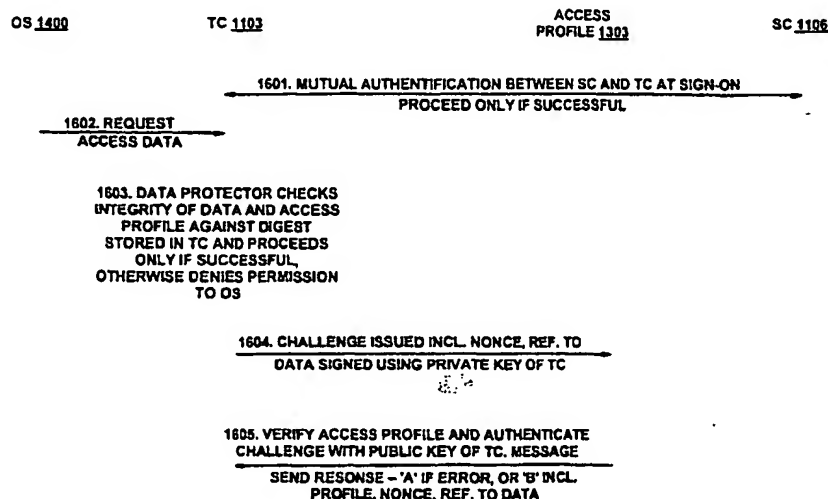 OS 1400
TC 1103
ACCESS
PROFILE 1303
SC 1106
1601. MUTUAL AUTHENTIFICATION BETWEEN SC AND TC AT SIGN-ON
PROCEED ONLY IF SUCCESSFUL
1602. REQUEST
ACCESS DATA
1603. DATA PROTECTOR CHECKS
INTEGRITY OF DATA AND ACCESS
PROFILE AGAINST DIGEST
STORED IN TC AND PROCEEDS
ONLY IF SUCCESSFUL,
OTHERWISE DENIES PERMISSION
TO OS
1604. CHALLENGE ISSUED INCL. NONCE, REF. TO
DATA SIGNED USING PRIVATE KEY OF TC
1605. VERIFY ACCESS PROFILE AND AUTHENTICATE
CHALLENGE WITH PUBLIC KEY OF TC. MESSAGE
SEND RESONSE – 'A' IF ERROR, OR 'B' INCL.
PROFILE, NONCE, REF. TO DATA